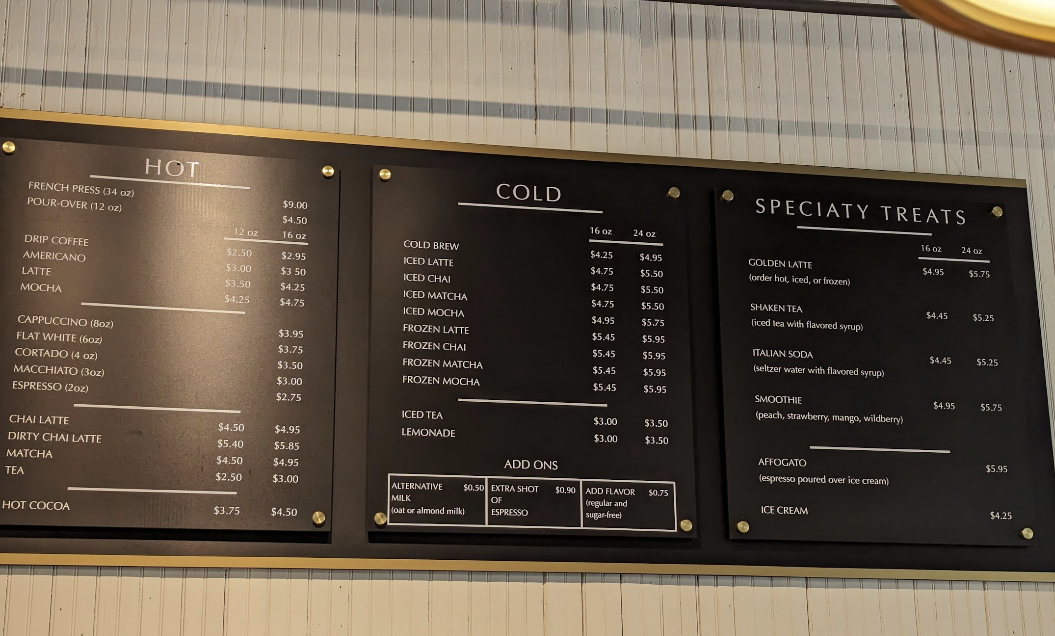 HOT
FRENCH PRESS (34 oz) $9.00
POUR-OVER (12 oz) $4.50
12 oz 16 oz
DRIP COFFEE $2.50 $2.95
AMERICANO $3.00 $3 50
LATTE $3.50 $4.25
MOCHA $4.25 $4.75
CAPPUCCINO (8oz) $3.95
FLAT WHITE (6oz) $3.75
CORTADO (4 oz) $3.50
MACCHIATO (3oz) $3.00
ESPRESSO (2oz) $2.75
CHAI LATTE $4.50 $4.95
DIRTY CHAI LATTE $5.40 $5.85
MATCHA $4.50 $4.95
TEA $2.50 $3.00
HOT COCOA $3.75 $4.50
COLD
16 oz 24 oz
COLD BREW $4.25 $4.95
ICED LATTE $4.75 $5.50
ICED CHAI $4.75 $5.50
ICED MATCHA $4.75 $5.50
ICED MOCHA $4.95 $5.75
FROZEN LATTE $5.45 $5.95
FROZEN CHAI $5.45 $5.95
FROZEN MATCHA $5.45 $5.95
FROZEN MOCHA $5.45 $5.95
ICED TEA $3.00 $3.50
LEMONADE $3.00 $3.50
ADD ONS
ALTERNATIVE $0.50
MILK
(oat or almond milk)
EXTRA SHOT $0.90
OF
ESPRESSO
ADD FLAVOR $0.75
(regular and
sugar-free)
SPECIATY TREATS
16 oz 24 oz
GOLDEN LATTE $4.95 $5.75
(order hot, iced, or frozen)
SHAKEN TEA $4.45 $5.25
(iced tea with flavored syrup)
ITALIAN SODA $4.45 $5.25
(seltzer water with flavored syrup)
SMOOTHIE $4.95 $5.75
(peach, strawberry, mango, wildberry)
AFFOGATO $5.95
(espresso poured over ice cream)
ICE CREAM $4.25